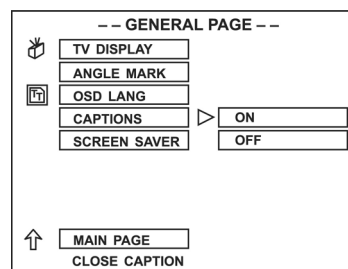 -- GENERAL PAGE --
TV DISPLAY
ANGLE MARK
OSD LANG
CAPTIONS ON
SCREEN SAVER OFF
MAIN PAGE
CLOSE CAPTION